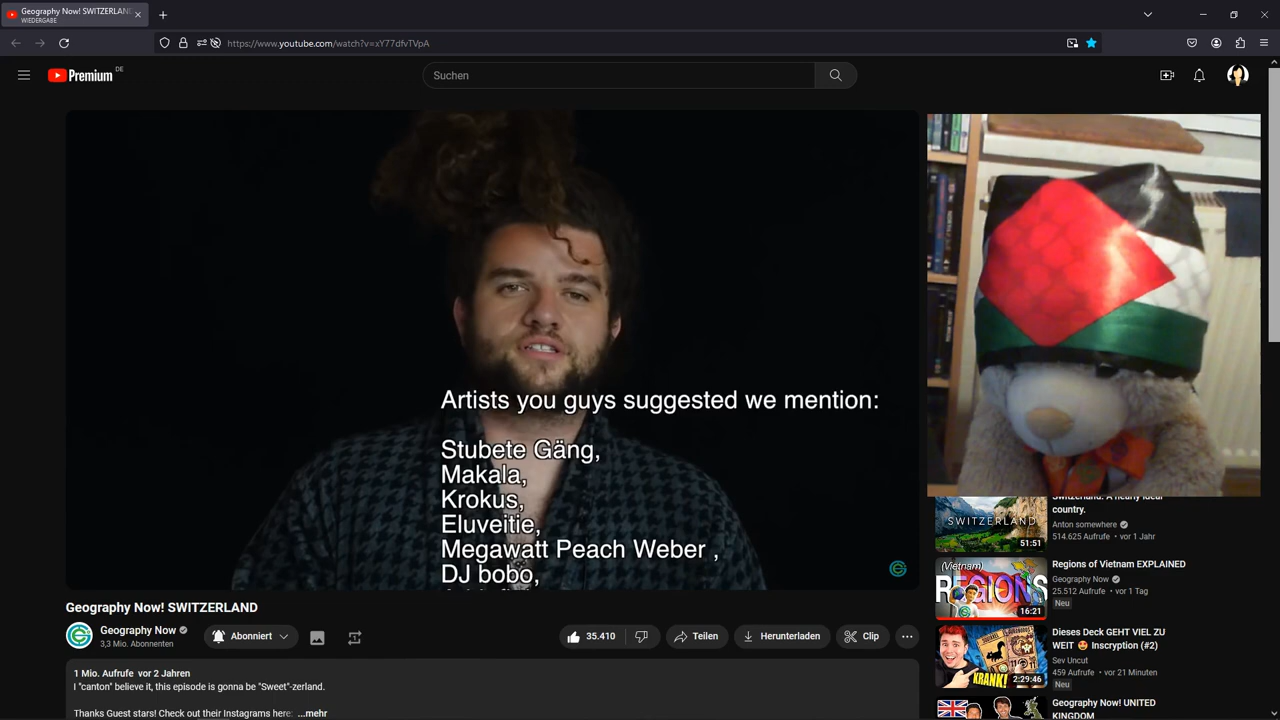 Geography Now! SWITZERLAND
WIEDERGABE
https://www.youtube.com/watch?v=xY77dfvTVpA
Premium DE
Suchen
Artists you guys suggested we mention:
Stubete Gäng,
Makala,
Krokus,
Eluveitie,
Megawatt Peach Weber ,
DJ bobo,
Geography Now! SWITZERLAND
Geography Now
3,3 Mio. Abonnenten
Abonniert
35.410
Teilen
Herunterladen
Clip
1 Mio. Aufrufe vor 2 Jahren
I "canton" believe it, this episode is gonna be "Sweet"-zerland.
Thanks Guest stars! Check out their Instagrams here: ...mehr
SWITZERLAND
51:51
Switzerland: A nearly ideal
country.
Anton somewhere
514.625 Aufrufe • vor 1 Jahr
(Vietnam)
REGIONS
16:21
Regions of Vietnam EXPLAINED
Geography Now
25.512 Aufrufe • vor 1 Tag
Neu
KRANK!
2:29:46
Dieses Deck GEHT VIEL ZU
WEIT 🤩 Inscryption (#2)
Sev Uncut
459 Aufrufe • vor 21 Minuten
Neu
Geography Now! UNITED
KINGDOM